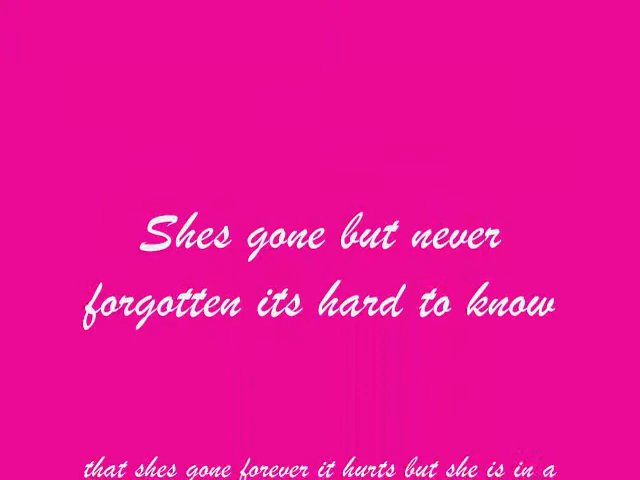 Shes gone but never
forgotten its hard to know
that shes gone forever it hurts but she is in a